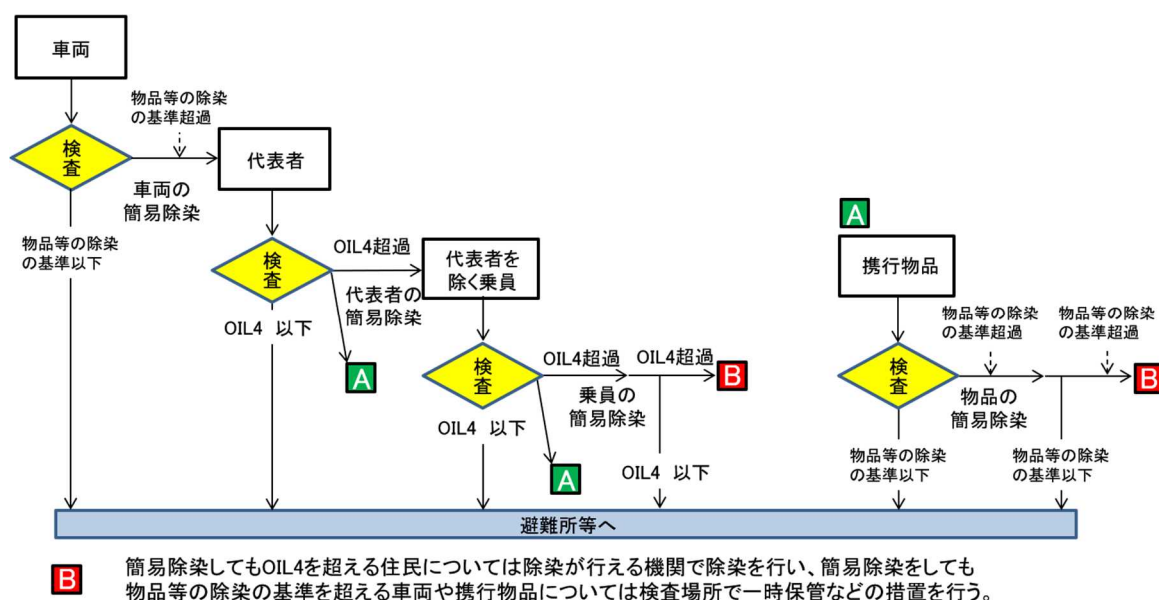 車両
検
査
物品等の除染
の基準超過
車両の
簡易除染
物品等の除染
の基準以下
代表者
検
査
OIL4超過
代表者の
簡易除染
OIL4 以下
A
代表者を
除く乗員
検
査
OIL4超過
乗員の
簡易除染
OIL4超過
B
OIL4 以下
A
OIL4 以下
A
携行物品
検
査
物品等の除染
の基準超過
物品の
簡易除染
物品等の除染
の基準超過
B
物品等の除染
の基準以下
物品等の除染
の基準以下
避難所等へ
B
簡易除染してもOIL4を超える住民については除染が行える機関で除染を行い、簡易除染をしても
物品等の除染の基準を超える車両や携行物品については検査場所で一時保管などの措置を行う。